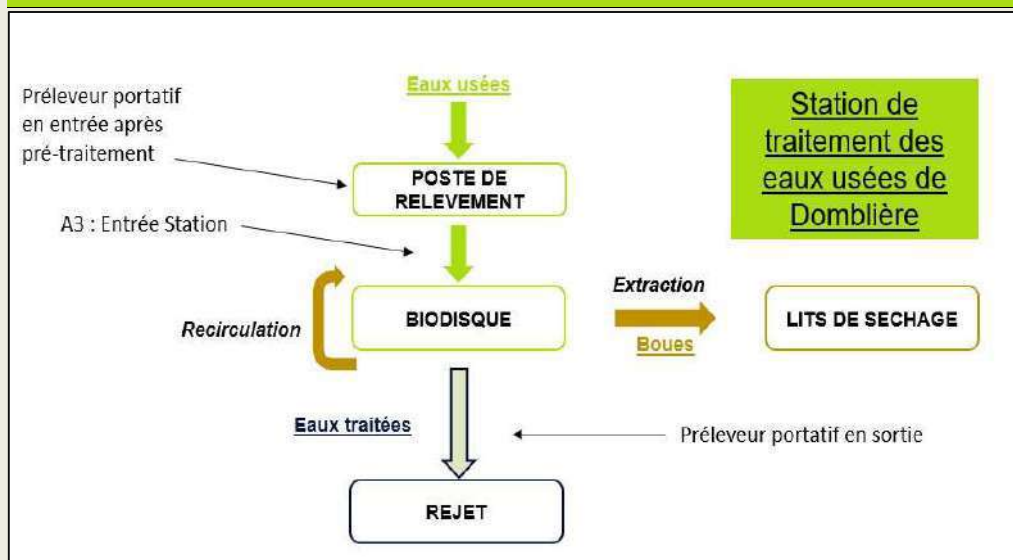 Préleveur portatif
en entrée après
pré-traitement
Eaux usées
Station de
traitement des
eaux usées de
Domblière
POSTE DE
RELEVEMENT
A3 : Entrée Station
Recirculation
BIODISQUE
Extraction
Boues
LITS DE SECHAGE
Eaux traitées
Préleveur portatif en sortie
REJET